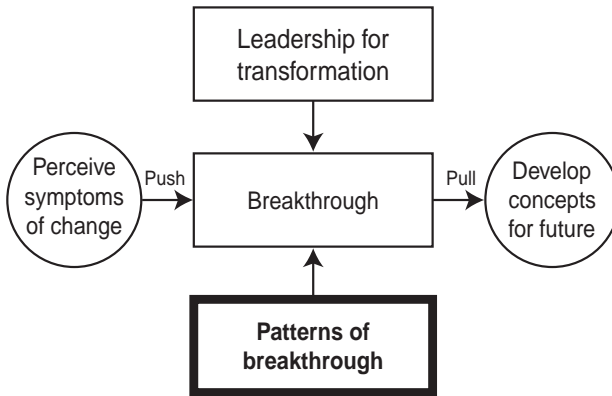 Leadership for
transformation
Perceive
symptoms
of change
Push
Breakthrough
Pull
Develop
concepts
for future
Patterns of
breakthrough